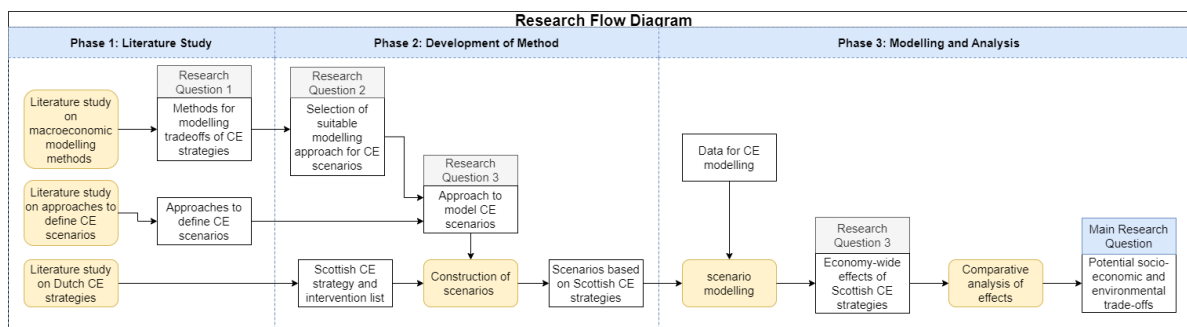 Research Flow Diagram
Phase 1: Literature Study
Phase 2: Development of Method
Phase 3: Modelling and Analysis
Literature study
on
macroeconomic
modelling
methods
Research
Question 1
Methods for
modelling
tradeoffs of CE
strategies
Research
Question 2
Selection of
suitable
modelling
approach for CE
scenarios
Literature study
on approaches to
define CE
scenarios
Approaches to
define CE
scenarios
Research
Question 3
Approach to
model CE
scenarios
Literature study
on Dutch CE
strategies
Scottish CE
strategy and
intervention list
Construction of
scenarios
Scenarios based
on Scottish CE
strategies
Data for CE
modelling
scenario
modelling
Research
Question 3
Economy-wide
effects of
Scottish CE
strategies
Comparative
analysis of
effects
Main Research
Question
Potential socio-
economic and
environmental
trade-offs